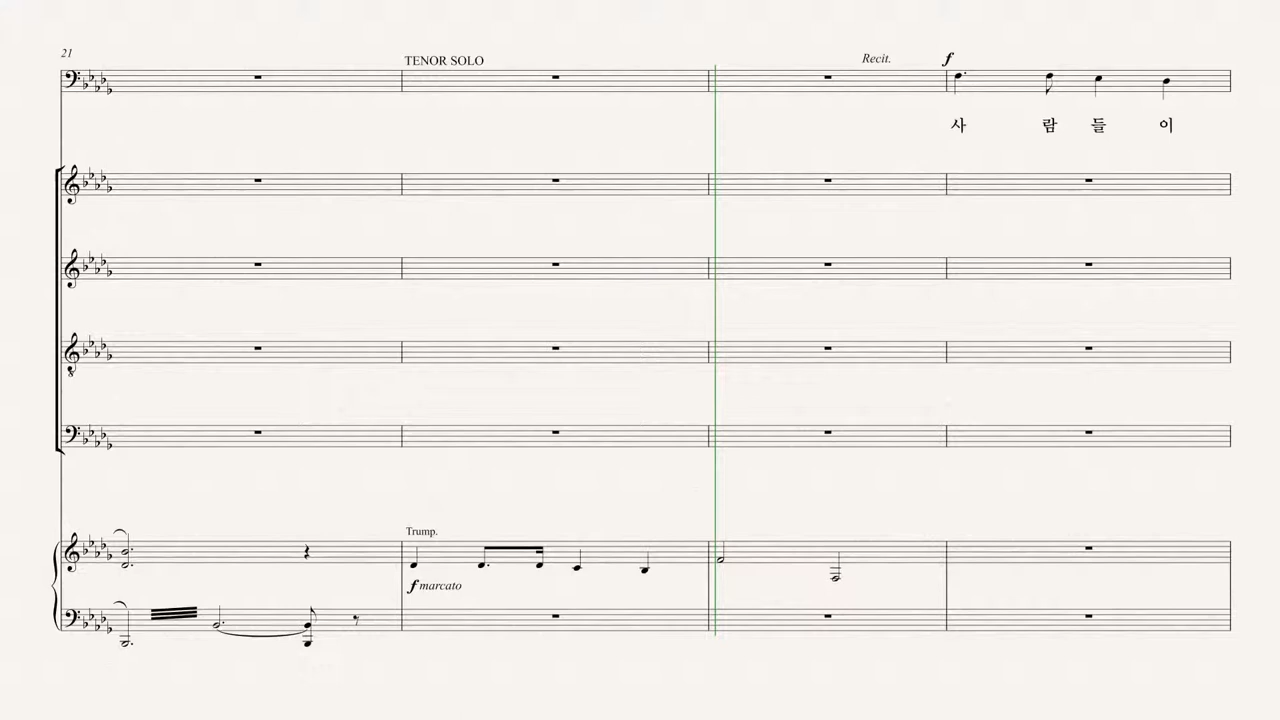 21
TENOR SOLO
Recit.
f
사 람 들 이
Trump.
f marcato